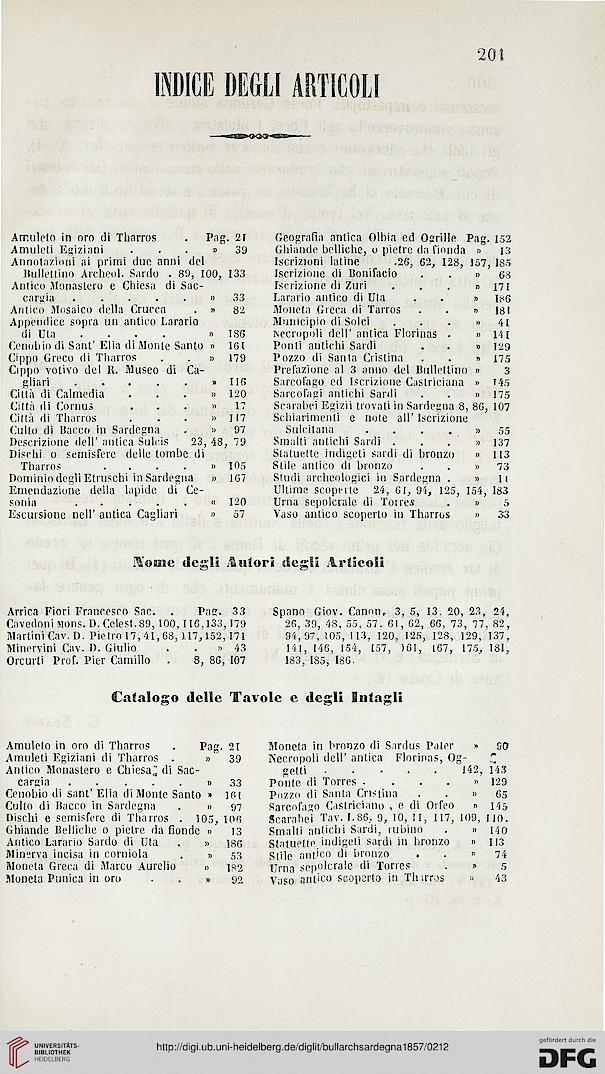 201
INDICE DEGLI ARTICOLI
Amuleto in oro di Tharros . Pag. 21
Amuleti Egiziani . . . » 39
Annotazioni ai primi due anni del
Bullettino Archeol. Sardo . 89, 100, 133
Antico Monastero e Chiesa di Sac-
cargia . . . . . » 33
Antico Mosaico della Crucca . » 82
Appendice sopra un antico Larario
di Uta . . . . . » 186
Cenobio di Sant' Elia di Monte Santo » 161
Cippo Greco di Tharros . . » 179
Cippo votivo del R. Museo di Ca-
gliari . . . . . » 116
Città di Calmedia . . . » 120
Città di Cornus . . . » 17
Città di Tharros . . . » 117
Culto di Bacco in Sardegna . » 97
Descrizione dell' antica Sulcis 23, 48, 79
Dischi o semisfere delle tombe di
Tharros . . . . » 105
Dominio degli Etruschi in Sardegna » 167
Emendazione della lapide di Ce-
sonia . . . . . « 120
Escursione nell' antica Cagliari » 57
Geografia antica Olbia ed Ogrille Pag. 152
Ghiande belliche, o pietre da fionda » 13
Iscrizioni latine .26, 62, 128, 157, 185
Iscrizione di Bonifacio . . » 68
Iscrizione di Zuri . . . » 171
Larario antico di Uta . . » 186
Moneta Greca di Tarros . . » 181
Municipio di Solci . . . » 41
Necropoli dell' antica Florinas . » 141
Ponti antichi Sardi . . » 129
Pozzo di Santa Cristina . . » 175
Prefazione al 3 anno del Bullettino » 3
Sarcofago ed Iscrizione Castriciana » 145
Sarcofagi antichi Sardi . . » 175
Scarabei Egizii trovati in Sardegna 8, 86, 107
Schiarimenti e note all' Iscrizione
Sulcitana . . . . » 55
Smalti antichi Sardi . . . » 137
Statuette indigeti sardi di bronzo » 113
Stile antico di bronzo . . » 73
Studi archeologici in Sardegna . » 11
Ultime scoperte 24, 61, 94, 125, 154, 183
Urna sepolcrale di Torres . » 5
Vaso antico scoperto in Tharros » 33
Nome degli Autori degli Articoli
Arrica Fiori Francesco Sac. . Pag. 33
Cavedoni Mons. D. Celest. 89, 100, 116, 133, 179
Martini Cav. D. Pietro 17, 41, 68, 117, 152, 171
Minervini Cav. D. Giulio . . » 43
Orcurti Prof. Pier Camillo . 8, 86, 107
Spano Giov. Canon. 3, 5, 13. 20, 23, 24,
26, 39, 48, 55, 57. 61, 62, 66, 73, 77, 82,
94, 97, 105, 113, 120, 125, 128, 129, 137,
141, 146, 154, 157, 161, 167, 175, 181,
183, 185, 186.
Catalogo delle Tavole e degli Intagli
Amuleto in oro di Tharros . Pag. 21
Amuleti Egiziani di Tharros . » 39
Antico Monastero e Chiesa di Sac-
cargia . . . . . » 33
Cenobio di sant' Elia di Monte Santo » 161
Culto di Bacco in Sardegna . » 97
Dischi e semisfere di Tharros . 105, 106
Ghiande Belliche o pietre da fionde » 13
Antico Larario Sardo di Uta . » 186
Minerva incisa in corniola . » 53
Moneta Greca di Marco Aurelio » 182
Moneta Punica in oro . . » 92
Moneta in bronzo di Sardus Pater » 90
Necropoli dell' antica Florinas, Og-
getti . . . . . 142, 143
Ponte di Torres . . . . » 129
Pozzo di Santa Cristina . . » 65
Sarcofago Castriciano , e di Orfeo » 145
Scarabei Tav. I. 86, 9, 10, 11, 117, 109, 110.
Smalti antichi Sardi, rubino . » 140
Statuette indigeti sardi in bronzo » 113
Stile antico di bronzo . . » 74
Urna sepolcrale di Torres . » 5
Vaso antico scoperto in Tharros » 43
UNIVERSITÄTS-
BIBLIOTHEK
HEIDELBERG
http://digi.ub.uni-heidelberg.de/diglit/bullarchsardegna1857/0212
gefördert durch die
DFG